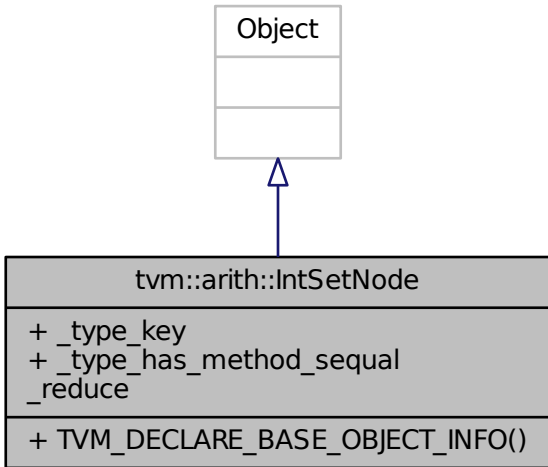 Object
tvm::arith::IntSetNode
+ _type_key
+ _type_has_method_sequal
_reduce
+ TVM_DECLARE_BASE_OBJECT_INFO()